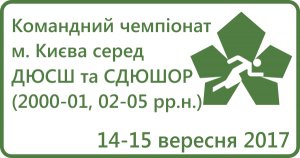 Командний чемпіонат
м. Києва серед
ДЮСШ та СДЮШОР
(2000-01, 02-05 рр.н.)
14-15 вересня 2017